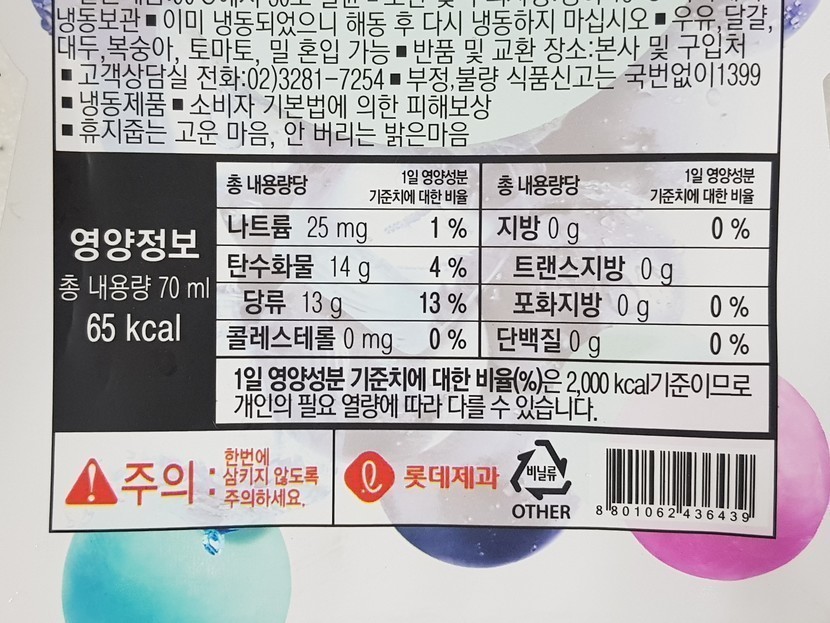 냉동보관 ■ 이미 냉동되었으니 해동 후 다시 냉동하지 마십시오 ■ 우유, 달걀,
대두, 복숭아, 토마토, 밀 혼입 가능 ■ 반품 및 교환 장소:본사 및 구입처
■ 고객상담실 전화:02)3281-7254 ■ 부정,불량 식품신고는 국번없이1399
■ 냉동제품 ■ 소비자 기본법에 의한 피해보상
■ 휴지줍는 고운 마음, 안 버리는 밝은마음
영양정보
총 내용량 70 ml
65 kcal
총 내용량당 1일 영양성분 기준치에 대한 비율 총 내용량당 1일 영양성분 기준치에 대한 비율
나트륨 25 mg 1 % 지방 0 g 0 %
탄수화물 14 g 4 % 트랜스지방 0 g
당류 13 g 13 % 포화지방 0 g 0 %
콜레스테롤 0 mg 0 % 단백질 0 g 0 %
1일 영양성분 기준치에 대한 비율(%)은 2,000 kcal기준이므로
개인의 필요 열량에 따라 다를 수 있습니다.
주의 : 한번에
삼키지 않도록
주의하세요.
롯데제과
비닐류
OTHER
8 801062 436439